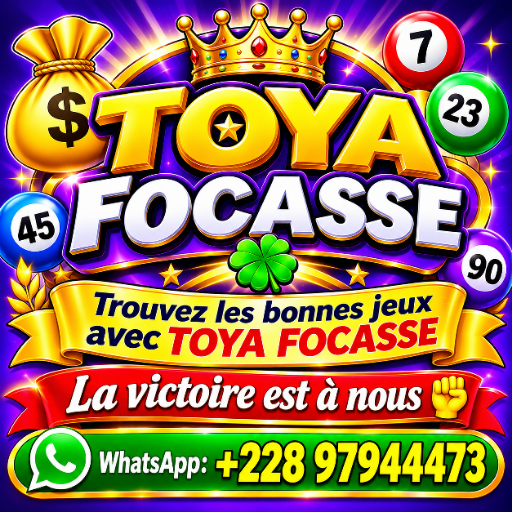 $
7
TOYA
23
FOCASSE
45
90
Trouvez les bonnes jeux
avec TOYA FOCASSE
La victoire est à nous ✊
WhatsApp: +228 97944473